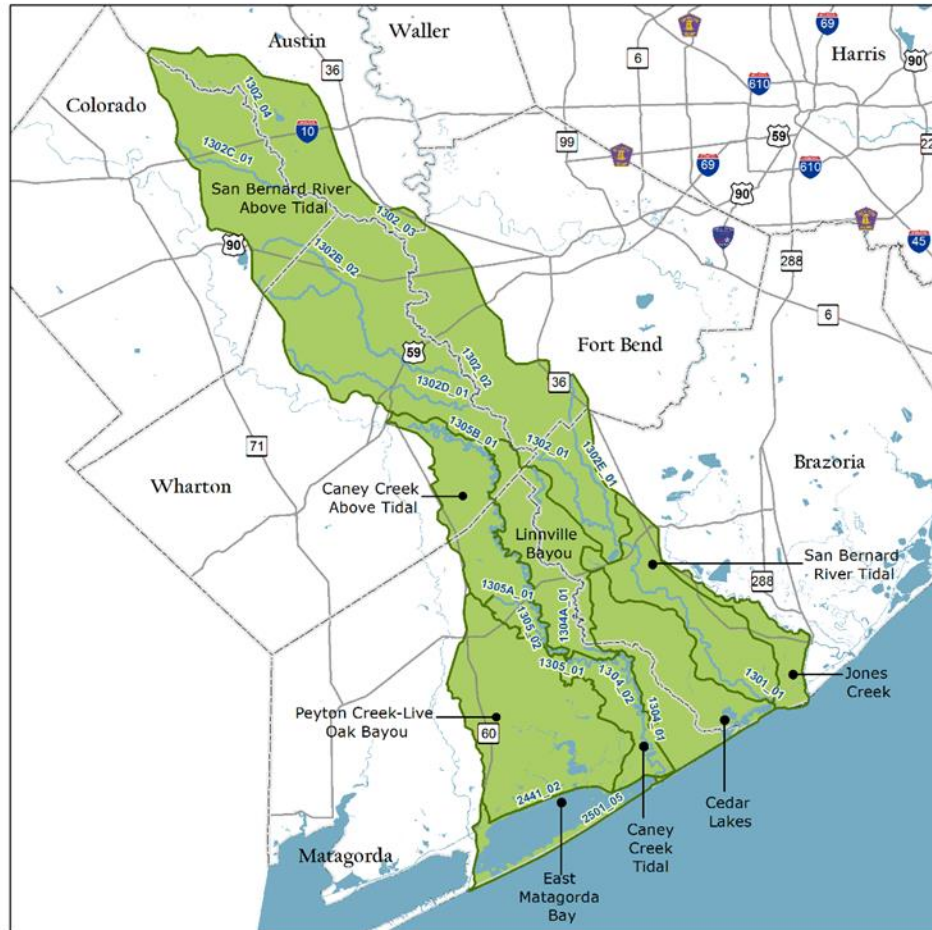 Waller
Austin
Harris
Colorado
Fort Bend
Wharton
Brazoria
Matagorda
36
6
69
90
610
59
99
69
610
22
90
45
288
6
10
90
59
36
71
288
60
1302_04
1302C_01
San Bernard River
Above Tidal
1302_03
1302B_02
1302_02
1302D_01
1305B_01
1302_01
1302E_01
Caney Creek
Above Tidal
Linnville
Bayou
San Bernard
River Tidal
1305A_01
1304A_01
1305_02
1305_01
1304_02
1304_01
1301_01
Jones
Creek
Peyton Creek-Live
Oak Bayou
2441_02
2501_05
Cedar
Lakes
Caney
Creek
Tidal
East
Matagorda
Bay